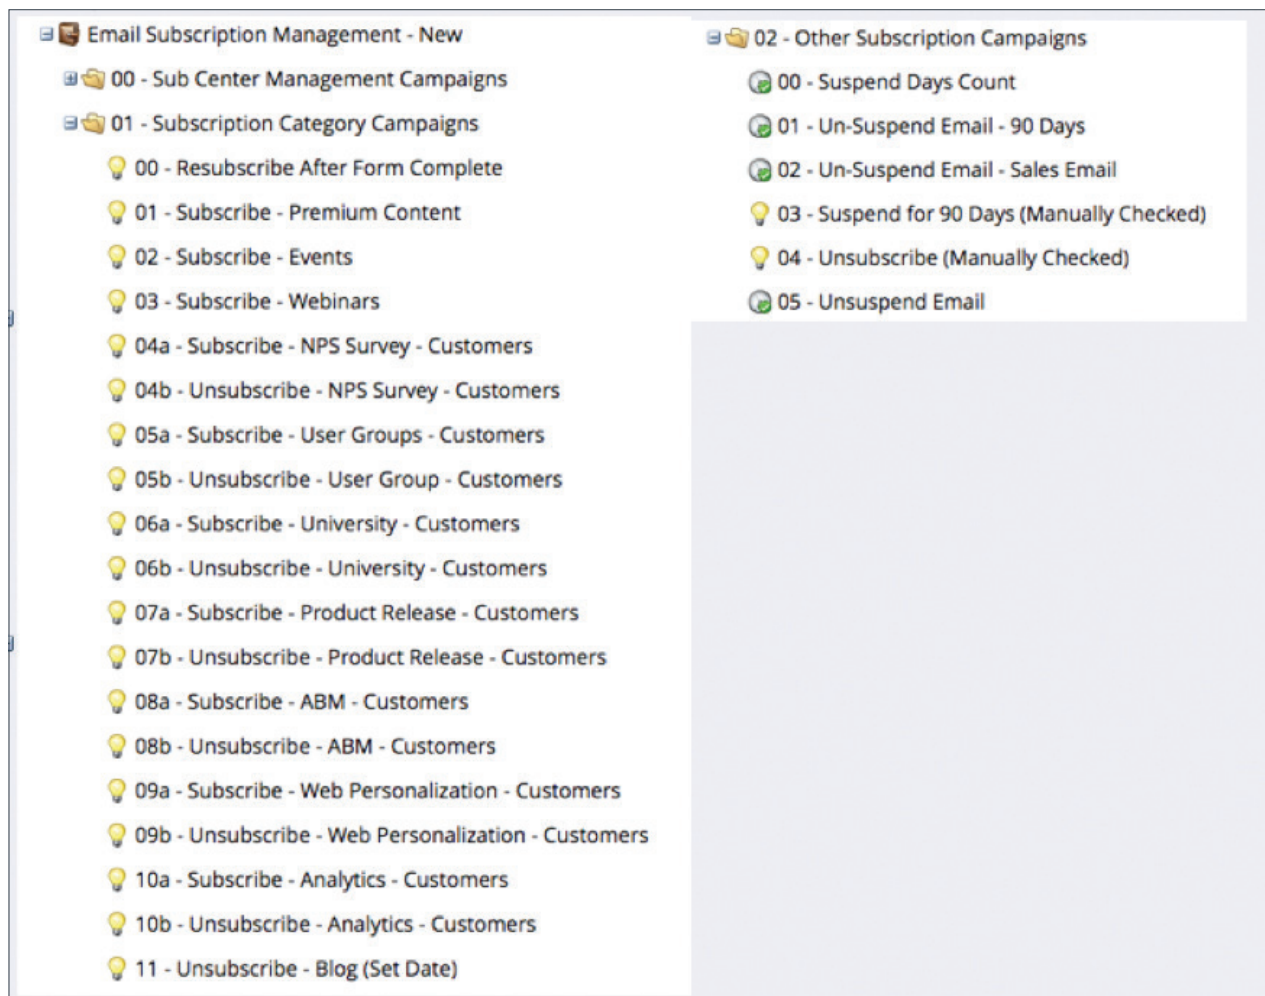 Email Subscription Management - New
00 - Sub Center Management Campaigns
01 - Subscription Category Campaigns
00 - Resubscribe After Form Complete
01 - Subscribe - Premium Content
02 - Subscribe - Events
03 - Subscribe - Webinars
04a - Subscribe - NPS Survey - Customers
04b - Unsubscribe - NPS Survey - Customers
05a - Subscribe - User Groups - Customers
05b - Unsubscribe - User Group - Customers
06a - Subscribe - University - Customers
06b - Unsubscribe - University - Customers
07a - Subscribe - Product Release - Customers
07b - Unsubscribe - Product Release - Customers
08a - Subscribe - ABM - Customers
08b - Unsubscribe - ABM - Customers
09a - Subscribe - Web Personalization - Customers
09b - Unsubscribe - Web Personalization - Customers
10a - Subscribe - Analytics - Customers
10b - Unsubscribe - Analytics - Customers
11 - Unsubscribe - Blog (Set Date)
02 - Other Subscription Campaigns
00 - Suspend Days Count
01 - Un-Suspend Email - 90 Days
02 - Un-Suspend Email - Sales Email
03 - Suspend for 90 Days (Manually Checked)
04 - Unsubscribe (Manually Checked)
05 - Unsuspend Email